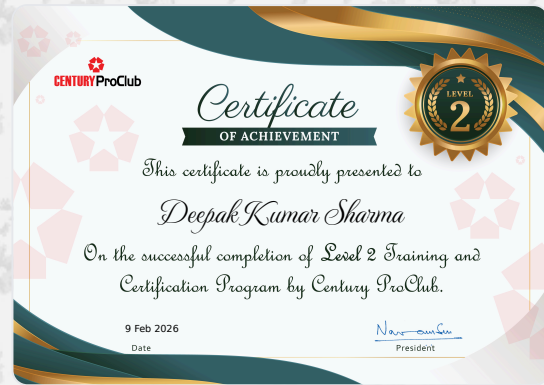 CENTURY ProClub
LEVEL
2
Certificate
OF ACHIEVEMENT
This certificate is proudly presented to
Deepak Kumar Sharma
On the successful completion of Level 2 Training and
Certification Program by Century ProClub.
9 Feb 2026
Date
President